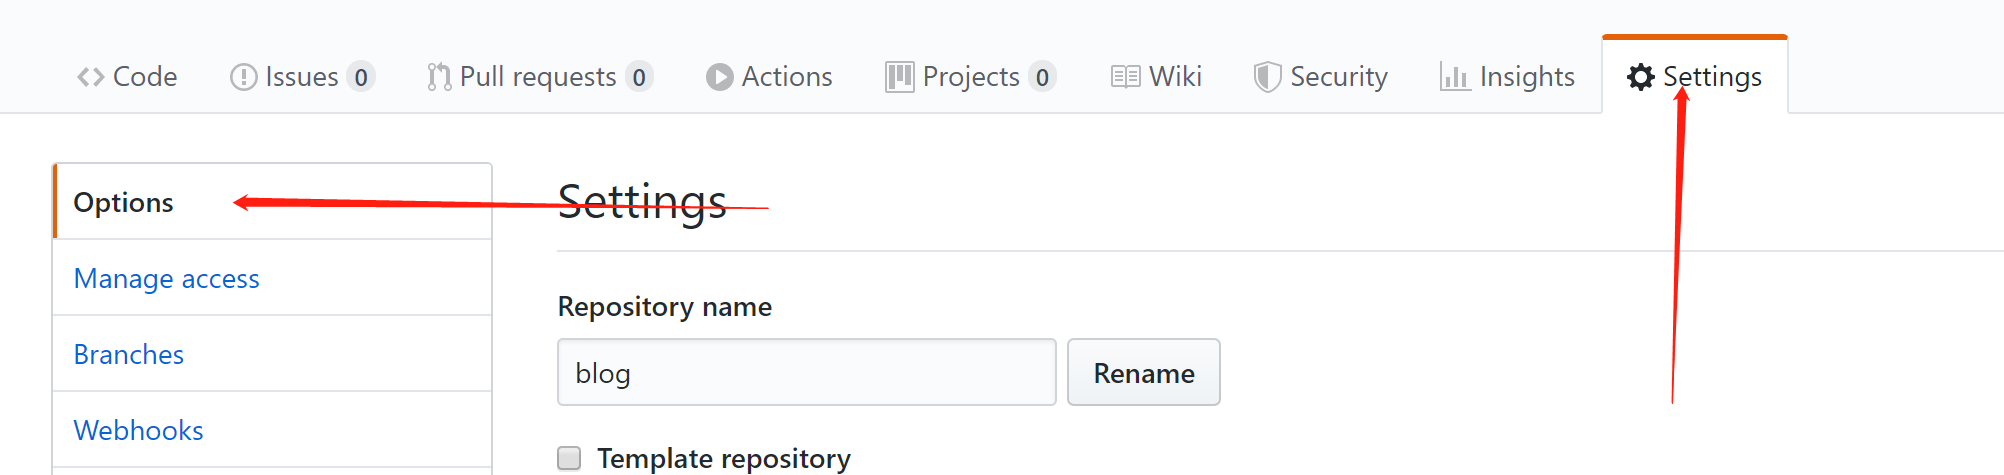 Code Issues 0 Pull requests 0 Actions Projects 0 Wiki Security Insights Settings
Options
Manage access
Branches
Webhooks
Settings
Repository name
blog Rename
Template repository